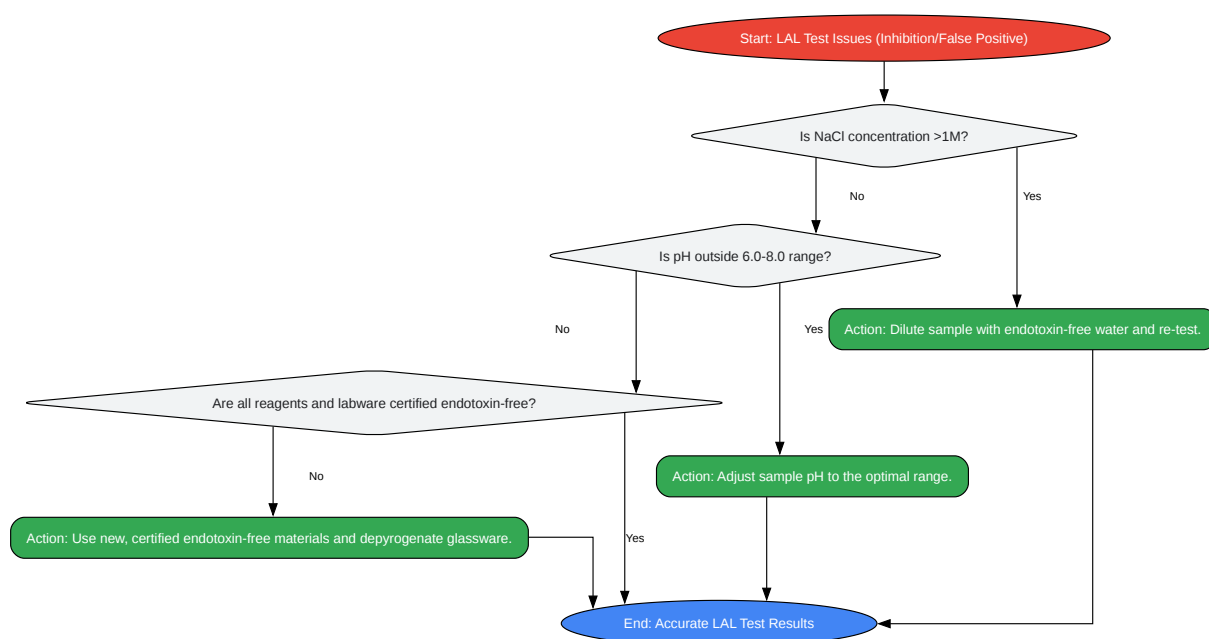 Start: LAL Test Issues (Inhibition/False Positive)
Is NaCl concentration >1M?
No
Yes
Is pH outside 6.0-8.0 range?
No
Yes
Action: Dilute sample with endotoxin-free water and re-test.
Are all reagents and labware certified endotoxin-free?
No
Action: Adjust sample pH to the optimal range.
Action: Use new, certified endotoxin-free materials and depyrogenate glassware.
Yes
End: Accurate LAL Test Results